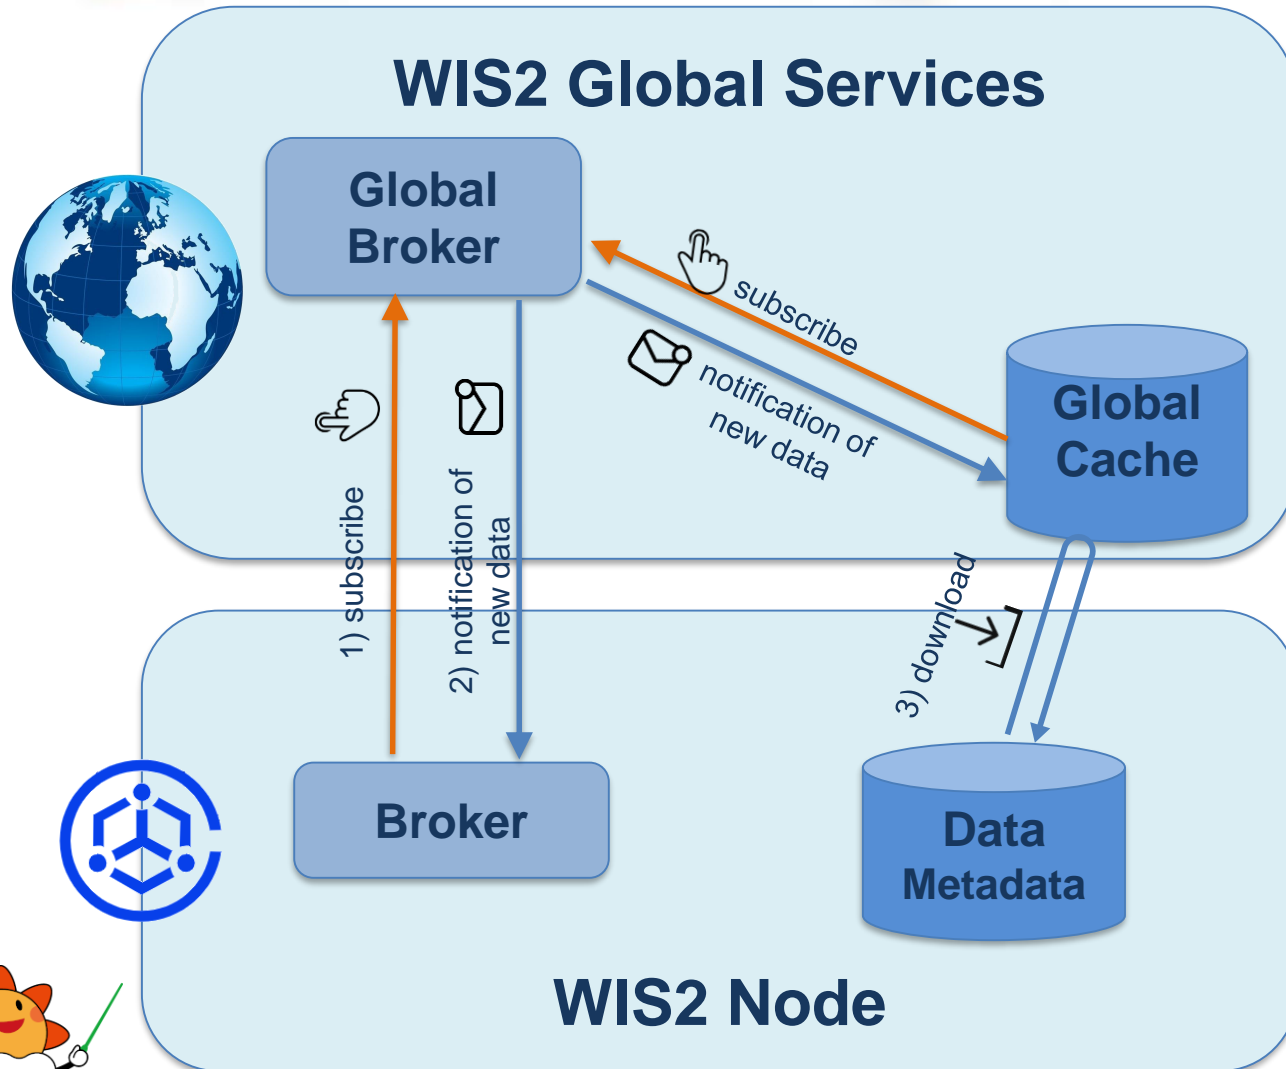 WIS2 Global Services
Global
Broker
subscribe
notification of
new data
Global
Cache
1) subscribe
2) notification of
new data
3) download
Broker
Data
Metadata
WIS2 Node